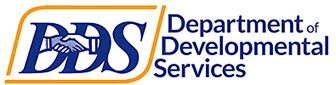 DDS
Department of
Developmental
Services